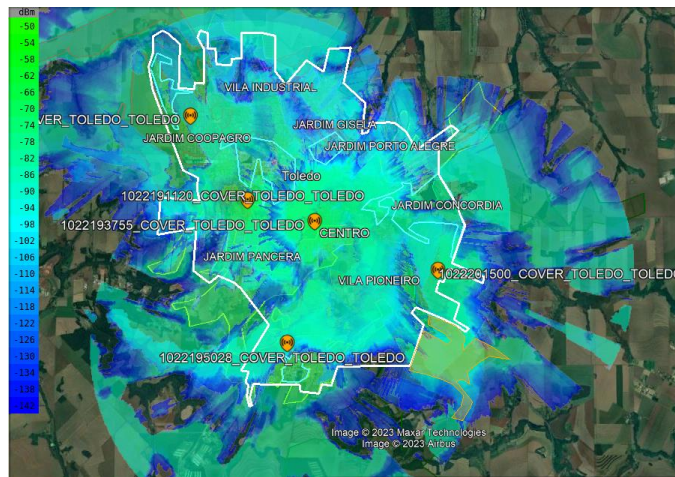 dBm
-50
-54
-58
-62
-66
-70
-74
-78
-82
-86
-90
-94
-98
-102
-106
-110
-114
-118
-122
-126
-130
-134
-138
-142
VILA INDUSTRIAL
VER_TOLEDO_TOLEDO
JARDIM GISELA
JARDIM COOPAGRO
JARDIM PORTO ALEGRE
Toledo
1022191120_COVER_TOLEDO_TOLEDO
JARDIM CONCORDIA
1022193755_COVER_TOLEDO_TOLEDO
CENTRO
JARDIM PANCERA
1022201500_COVER_TOLEDO_TOLEDO
VILA PIONEIRO
1022195028_COVER_TOLEDO_TOLEDO
Image © 2023 Maxar Technologies
Image © 2023 Airbus